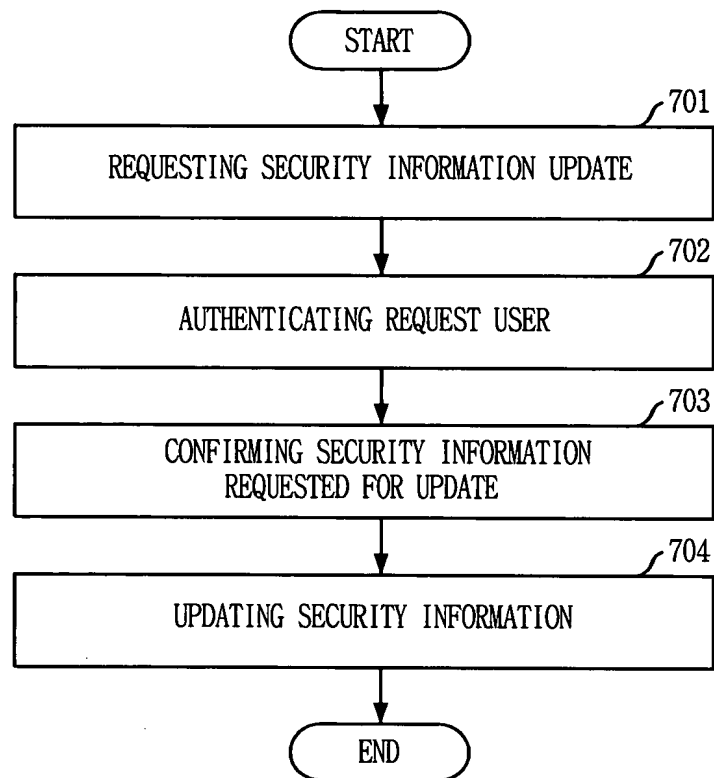 START
701
REQUESTING SECURITY INFORMATION UPDATE
702
AUTHENTICATING REQUEST USER
703
CONFIRMING SECURITY INFORMATION
REQUESTED FOR UPDATE
704
UPDATING SECURITY INFORMATION
END